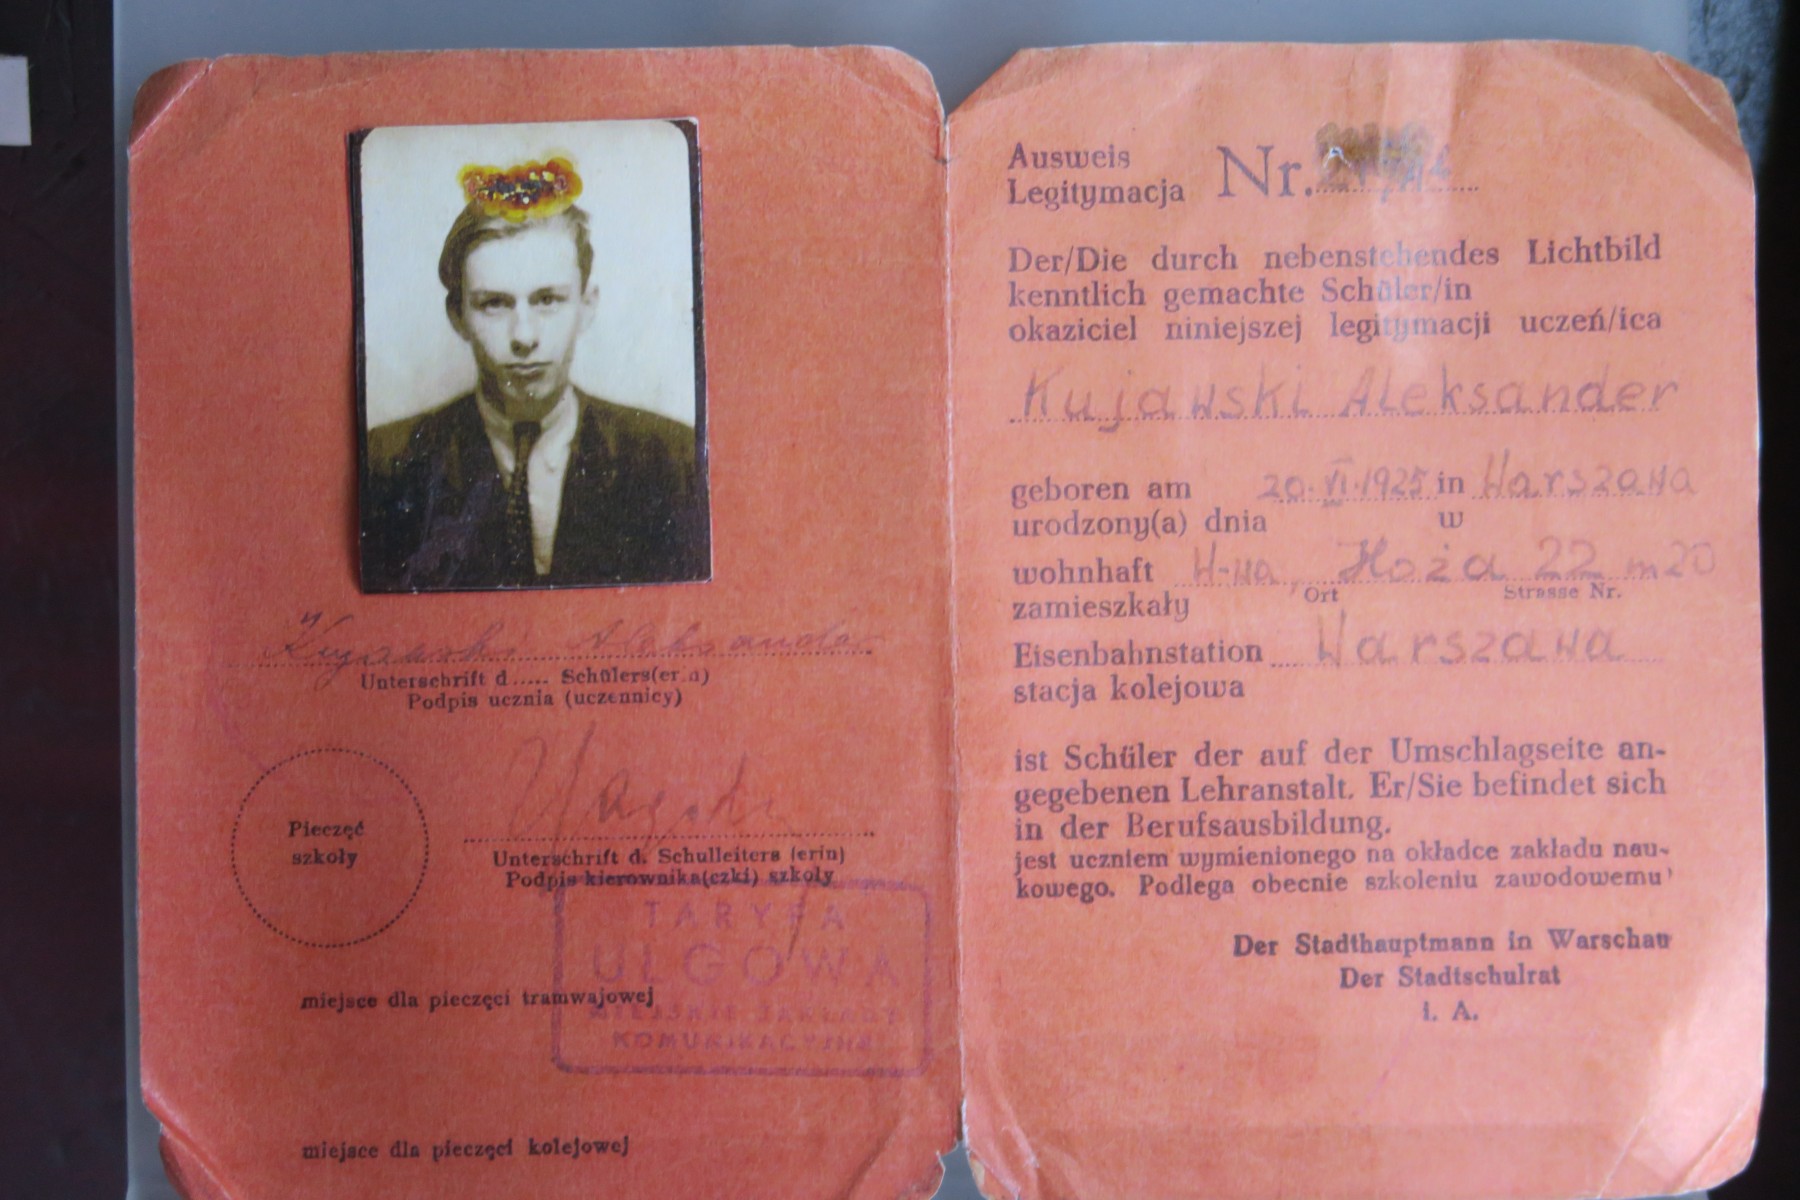 Kujawski Aleksander
Unterschrift d..... Schülers(er n)
Podpis ucznia (uczennicy)
Pieczęć
szkoły
Unterschrift d. Schulleiters (erin)
Podpis kierownika(czki) szkoły
TARYFA
ULGOWA
MIEJSKIE ZAKŁADY
KOMUNIKACYJNE
miejsce dla pieczęci tramwajowej
miejsce dla pieczęci kolejowej
Ausweis
Legitymacja Nr.
Der/Die durch nebenstehendes Lichtbild
kenntlich gemachte Schüler/in
okaziciel niniejszej legitymacji uczeń/ica
Kujawski Aleksander
geboren am 20.VI.1925 in Warszawa
urodzony(a) dnia w
wohnhaft W-wa, Hoża 22 m 20
zamieszkały Ort Strasse Nr.
Eisenbahnstation Warszawa
stacja kolejowa
ist Schüler der auf der Umschlagseite an-
gegebenen Lehranstalt. Er/Sie befindet sich
in der Berufsausbildung.
jest uczniem wymienionego na okładce zakładu nau-
kowego. Podlega obecnie szkoleniu zawodowemu
Der Stadthauptmann in Warschau
Der Stadtschulrat
i. A.